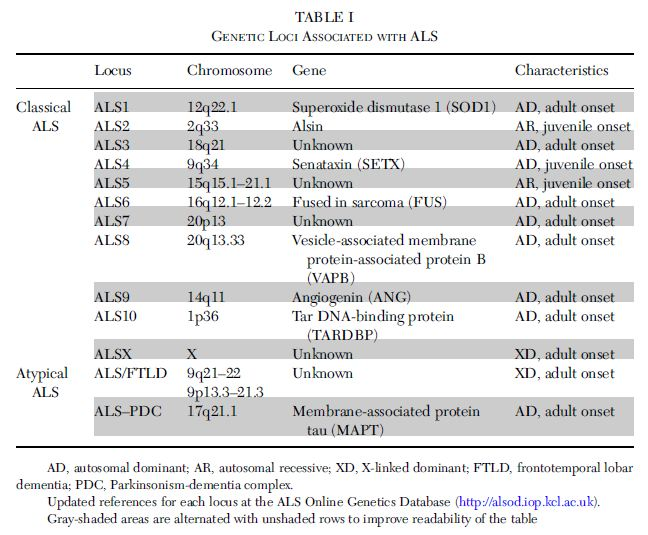 TABLE I
GENETIC LOCI ASSOCIATED WITH ALS
Locus Chromosome Gene Characteristics
Classical ALS1 12q22.1 Superoxide dismutase 1 (SOD1) AD, adult onset
ALS ALS2 2q33 Alsin AR, juvenile onset
ALS3 18q21 Unknown AD, adult onset
ALS4 9q34 Senataxin (SETX) AD, juvenile onset
ALS5 15q15.1–21.1 Unknown AR, juvenile onset
ALS6 16q12.1–12.2 Fused in sarcoma (FUS) AD, adult onset
ALS7 20p13 Unknown AD, adult onset
ALS8 20q13.33 Vesicle-associated membrane AD, adult onset
protein-associated protein B
(VAPB)
ALS9 14q11 Angiogenin (ANG) AD, adult onset
ALS10 1p36 Tar DNA-binding protein AD, adult onset
(TARDBP)
ALSX X Unknown XD, adult onset
Atypical ALS/FTLD 9q21–22 Unknown XD, adult onset
ALS 9p13.3–21.3
ALS–PDC 17q21.1 Membrane-associated protein AD, adult onset
tau (MAPT)
AD, autosomal dominant; AR, autosomal recessive; XD, X-linked dominant; FTLD, frontotemporal lobar
dementia; PDC, Parkinsonism-dementia complex.
Updated references for each locus at the ALS Online Genetics Database (http://alsod.iop.kcl.ac.uk).
Gray-shaded areas are alternated with unshaded rows to improve readability of the table